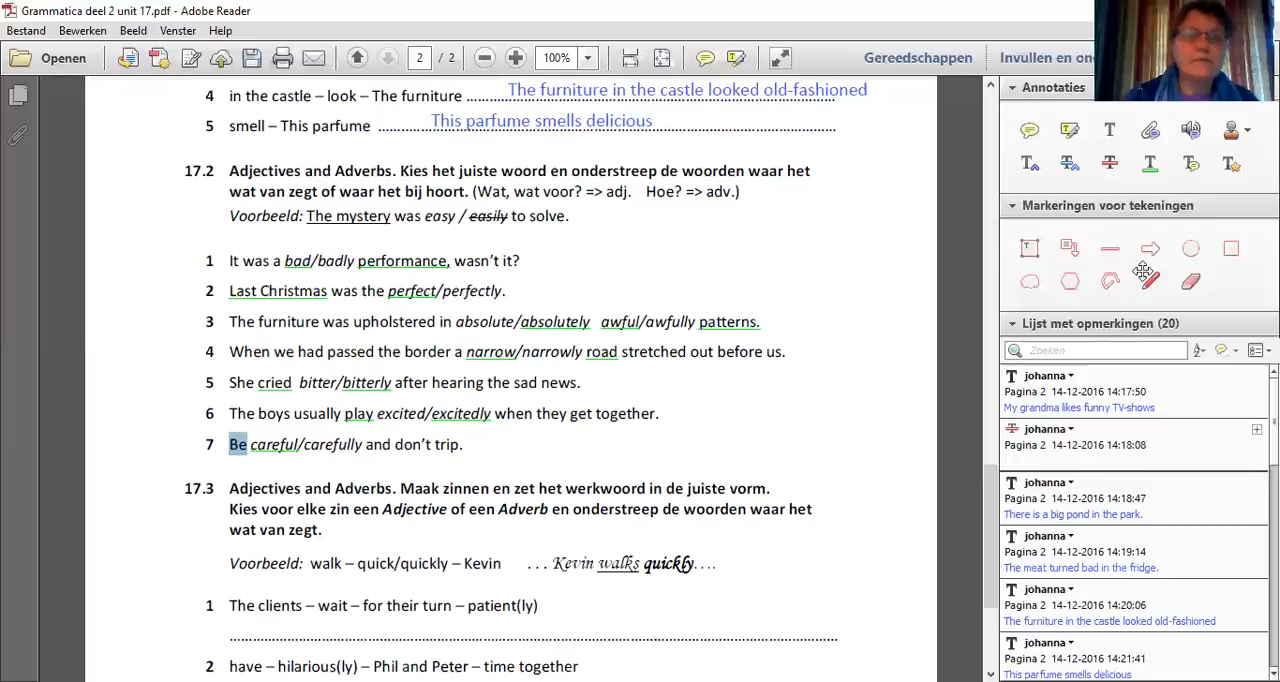 Grammatica deel 2 unit 17.pdf - Adobe Reader
Bestand Bewerken Beeld Venster Help
Openen 2 / 2 100% Gereedschappen Invullen en on
4 in the castle – look – The furniture ............ The furniture in the castle looked old-fashioned
5 smell – This parfume ............ This parfume smells delicious
17.2 Adjectives and Adverbs. Kies het juiste woord en onderstreep de woorden waar het
wat van zegt of waar het bij hoort. (Wat, wat voor? => adj. Hoe? => adv.)
Voorbeeld: The mystery was easy / easily to solve.
1 It was a bad/badly performance, wasn't it?
2 Last Christmas was the perfect/perfectly.
3 The furniture was upholstered in absolute/absolutely awful/awfully patterns.
4 When we had passed the border a narrow/narrowly road stretched out before us.
5 She cried bitter/bitterly after hearing the sad news.
6 The boys usually play excited/excitedly when they get together.
7 Be careful/carefully and don't trip.
17.3 Adjectives and Adverbs. Maak zinnen en zet het werkwoord in de juiste vorm.
Kies voor elke zin een Adjective of een Adverb en onderstreep de woorden waar het
wat van zegt.
Voorbeeld: walk – quick/quickly – Kevin ... Kevin walks quickly....
1 The clients – wait – for their turn – patient(ly)
............
2 have – hilarious(ly) – Phil and Peter – time together
Annotaties
Markeringen voor tekeningen
Lijst met opmerkingen (20)
Zoeken
johanna
Pagina 2 14-12-2016 14:17:50
My grandma likes funny TV-shows
johanna
Pagina 2 14-12-2016 14:18:08
johanna
Pagina 2 14-12-2016 14:18:47
There is a big pond in the park.
johanna
Pagina 2 14-12-2016 14:19:14
The meat turned bad in the fridge.
johanna
Pagina 2 14-12-2016 14:20:06
The furniture in the castle looked old-fashioned
johanna
Pagina 2 14-12-2016 14:21:41
This parfume smells delicious